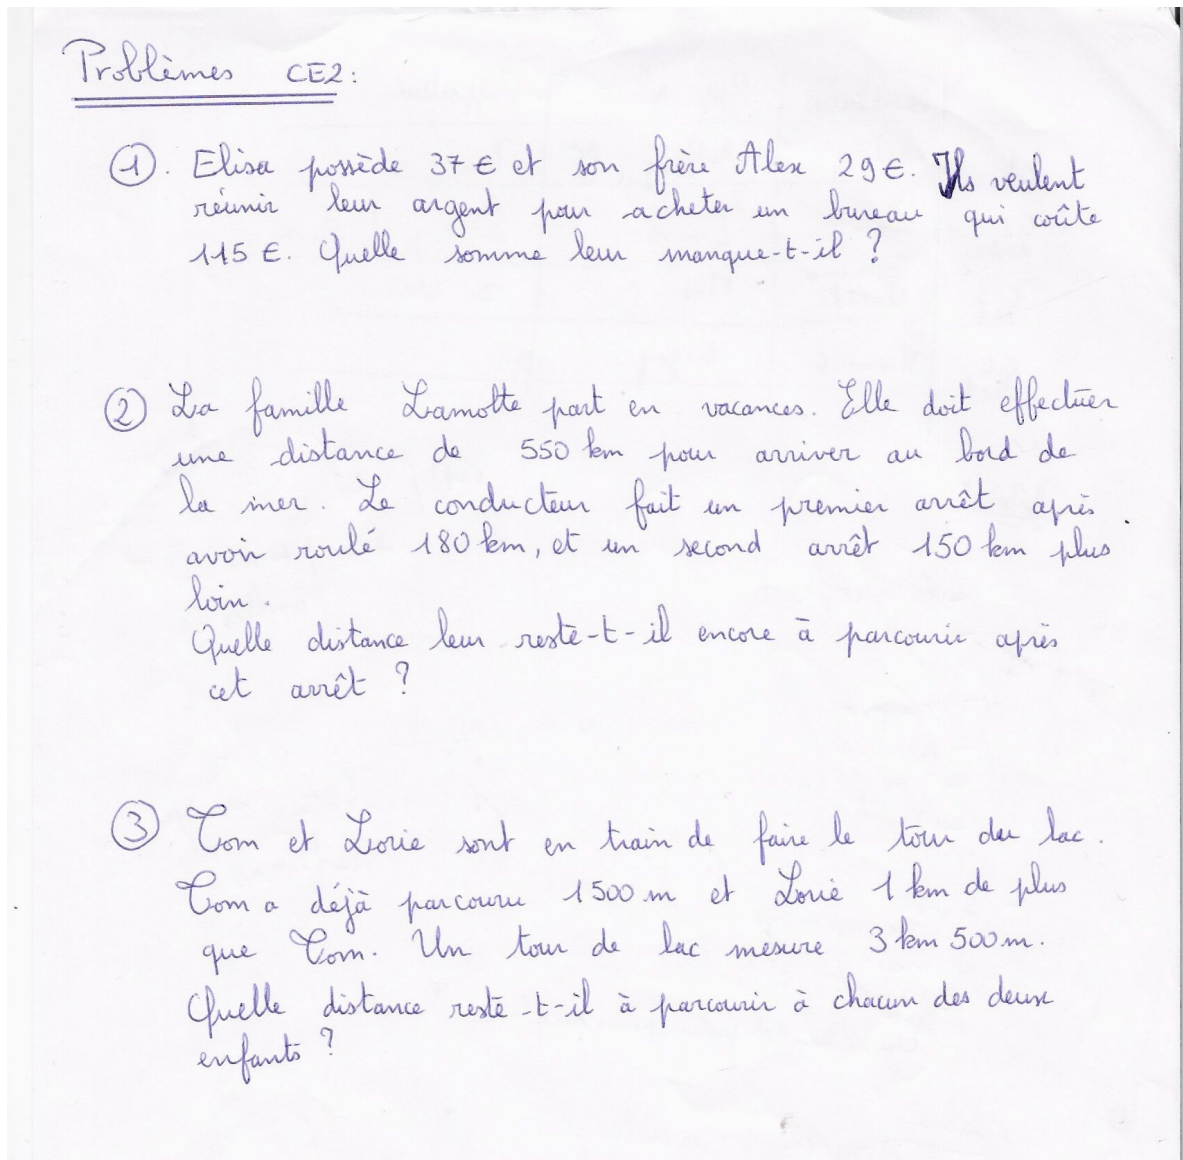 Problèmes CE2:
1. Elisa possède 37 € et son frère Alex 29 €. Ils veulent
réunir leur argent pour acheter un bureau qui coûte
115 €. Quelle somme leur manque-t-il ?
2 La famille Lamotte part en vacances. Elle doit effectuer
une distance de 550 km pour arriver au bord de
la mer. Le conducteur fait un premier arrêt après
avoir roulé 180 km, et un second arrêt 150 km plus
loin.
Quelle distance leur reste-t-il encore à parcourir après
cet arrêt ?
3 Tom et Lorie sont en train de faire le tour du lac.
Tom a déjà parcouru 1500 m et Lorie 1 km de plus
que Tom. Un tour de lac mesure 3 km 500 m.
Quelle distance reste-t-il à parcourir à chacun des deux
enfants ?